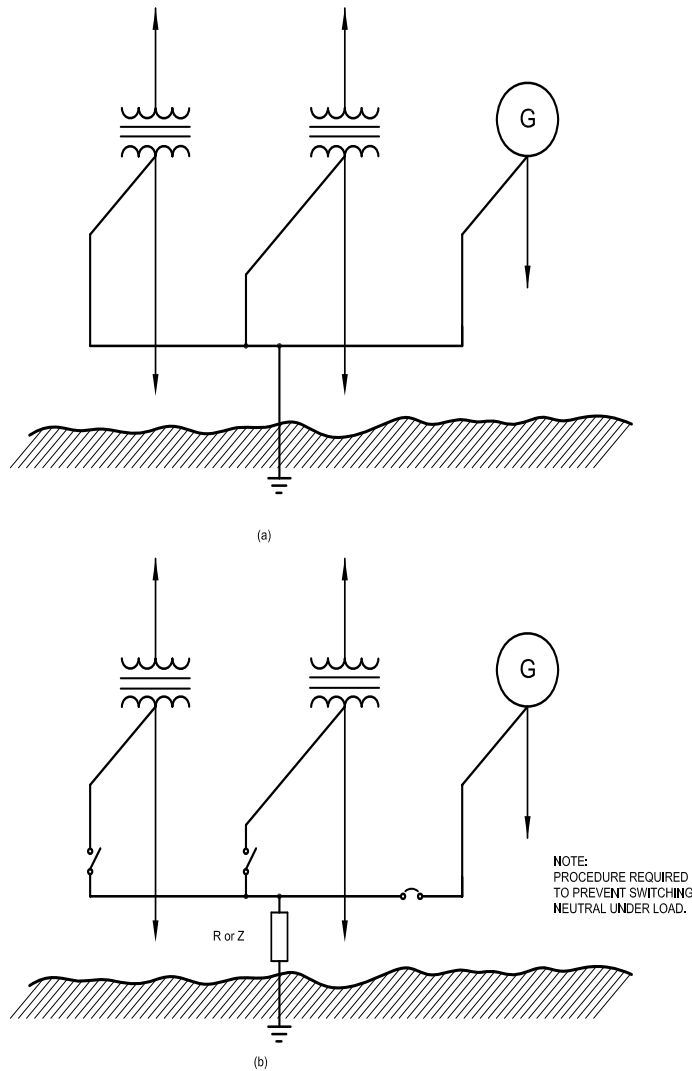 G
(a)
G
NOTE:
PROCEDURE REQUIRED
TO PREVENT SWITCHING
NEUTRAL UNDER LOAD.
R or Z
(b)